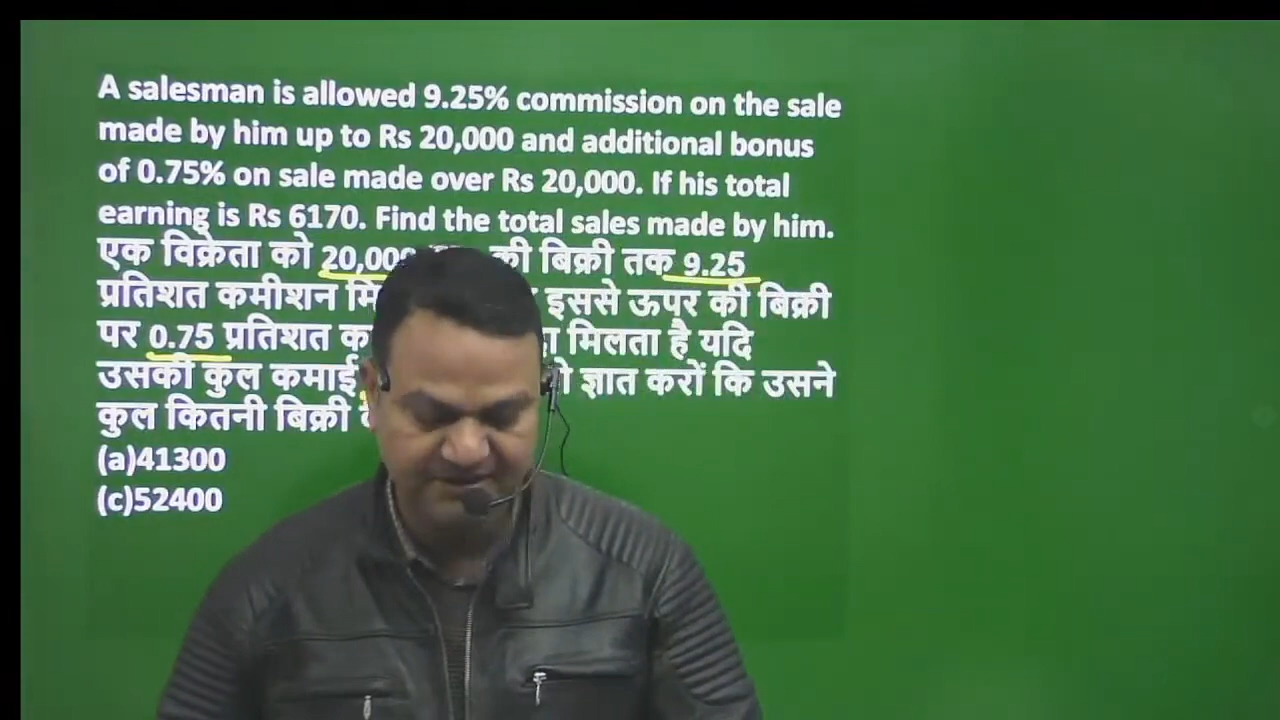 A salesman is allowed 9.25% commission on the sale
made by him up to Rs 20,000 and additional bonus
of 0.75% on sale made over Rs 20,000. If his total
earning is Rs 6170. Find the total sales made by him.
एक विक्रेता को की बिक्री तक 9.25
प्रतिशत कमीशन इससे ऊपर की बिक्री
पर 0.75 प्रतिशत मिलता है यदि
उसकी कुल कमाई ज्ञात करों कि उसने
कुल कितनी बिक्री
(a)41300
(c)52400